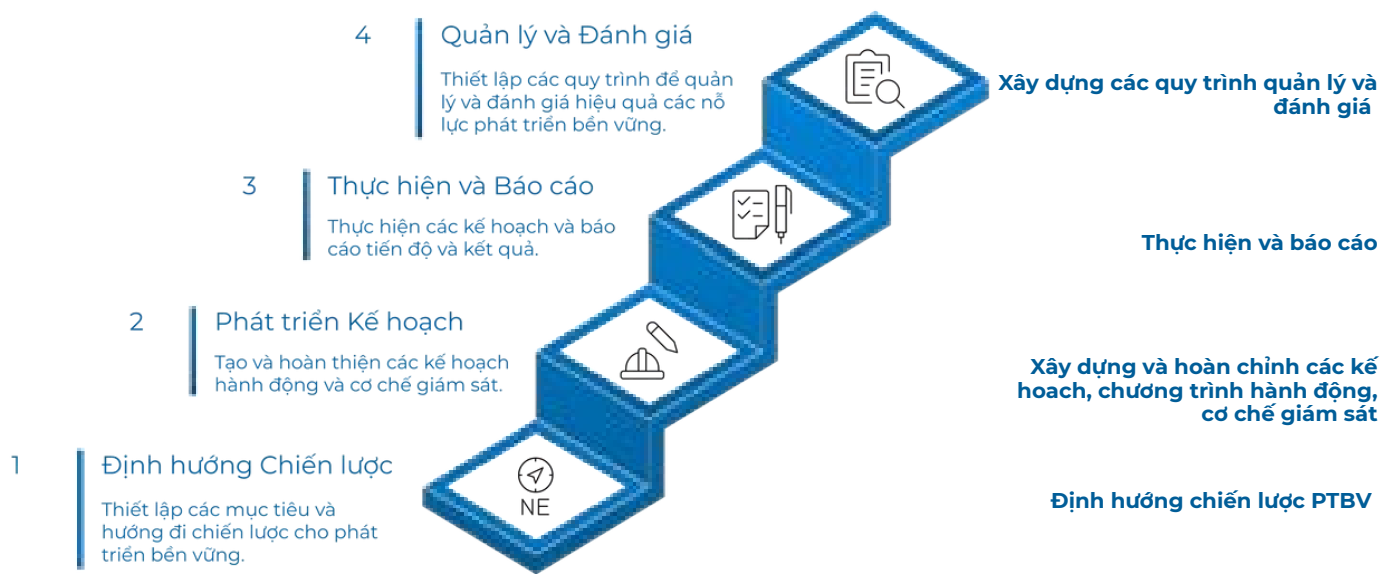 4
Quản lý và Đánh giá
Thiết lập các quy trình để quản
lý và đánh giá hiệu quả các nỗ
lực phát triển bền vững.
Xây dựng các quy trình quản lý và
đánh giá
3
Thực hiện và Báo cáo
Thực hiện các kế hoạch và báo
cáo tiến độ và kết quả.
Thực hiện và báo cáo
2
Phát triển Kế hoạch
Tạo và hoàn thiện các kế hoạch
hành động và cơ chế giám sát.
Xây dựng và hoàn chỉnh các kế
hoach, chương trình hành động,
cơ chế giám sát
1
Định hướng Chiến lược
Thiết lập các mục tiêu và
hướng đi chiến lược cho phát
triển bền vững.
NE
Định hướng chiến lược PTBV